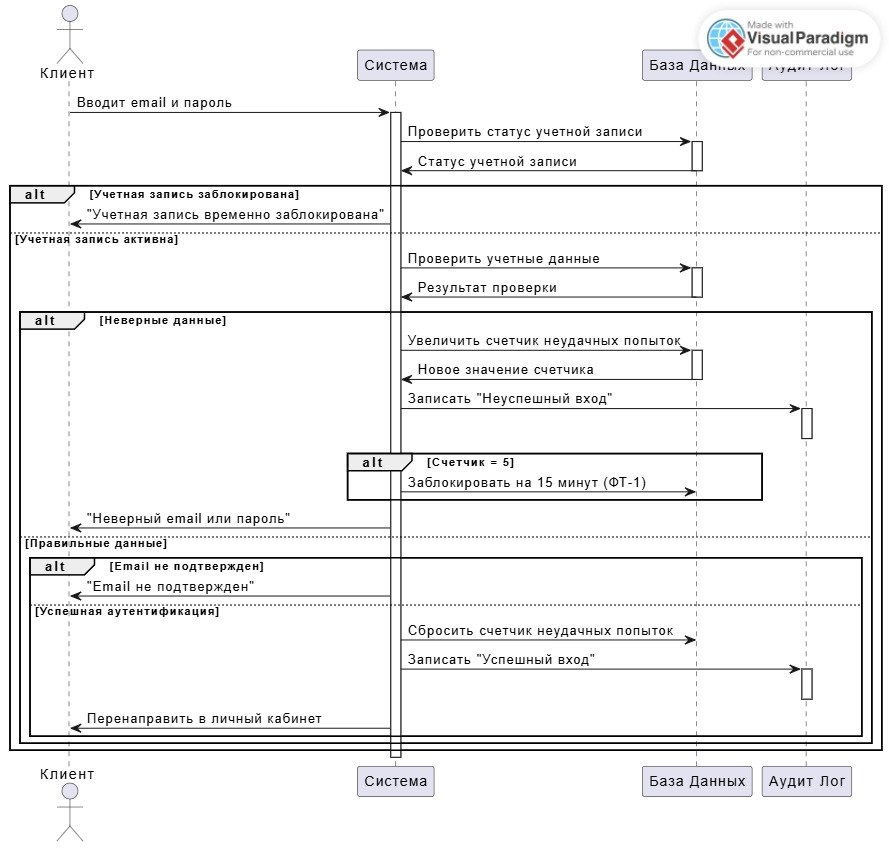 Made with
VisualParadigm
For non-commercial use
Клиент
Система
База Данных
Аудит Лог
Вводит email и пароль
Проверить статус учетной записи
Статус учетной записи
alt [Учетная запись заблокирована]
"Учетная запись временно заблокирована"
[Учетная запись активна]
Проверить учетные данные
Результат проверки
alt [Неверные данные]
Увеличить счетчик неудачных попыток
Новое значение счетчика
Записать "Неуспешный вход"
alt [Счетчик = 5]
Заблокировать на 15 минут (ФТ-1)
"Неверный email или пароль"
[Правильные данные]
alt [Email не подтвержден]
"Email не подтвержден"
[Успешная аутентификация]
Сбросить счетчик неудачных попыток
Записать "Успешный вход"
Перенаправить в личный кабинет
Клиент
Система
База Данных
Аудит Лог